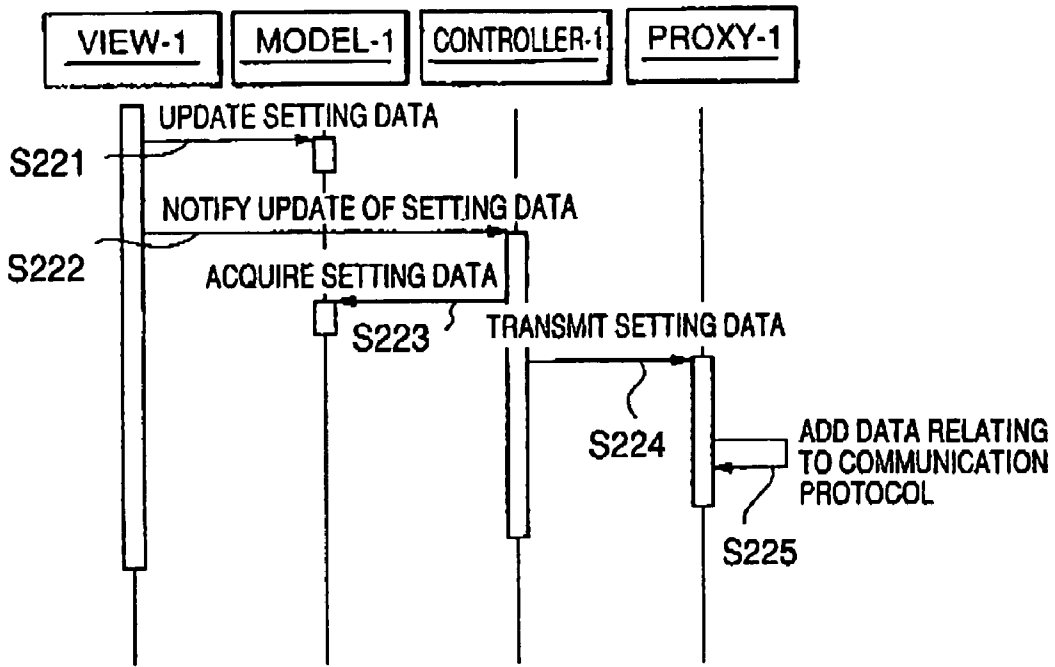 VIEW-1
MODEL-1
CONTROLLER-1
PROXY-1
UPDATE SETTING DATA
S221
NOTIFY UPDATE OF SETTING DATA
S222
ACQUIRE SETTING DATA
S223
TRANSMIT SETTING DATA
S224
ADD DATA RELATING
TO COMMUNICATION
PROTOCOL
S225